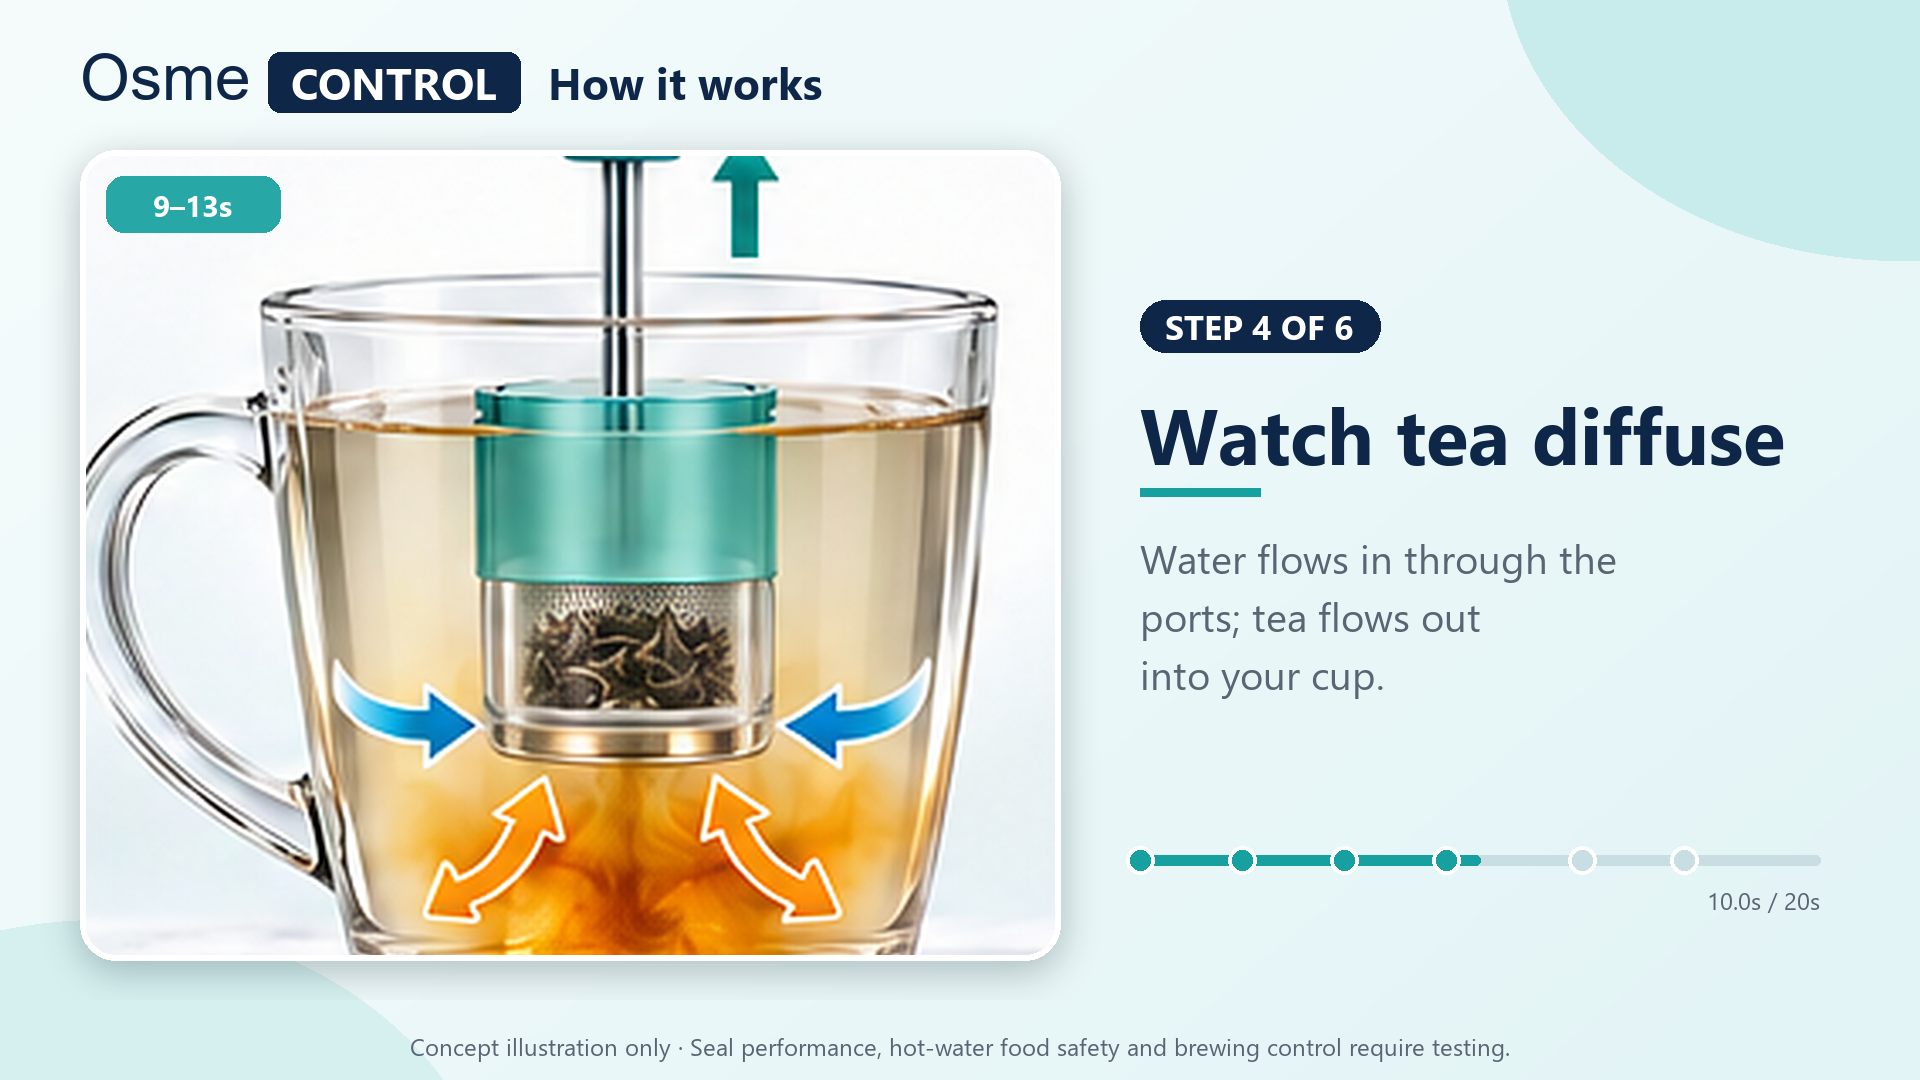 Osme CONTROL How it works
9–13s
STEP 4 OF 6
Watch tea diffuse
Water flows in through the
ports; tea flows out
into your cup.
10.0s / 20s
Concept illustration only · Seal performance, hot-water food safety and brewing control require testing.